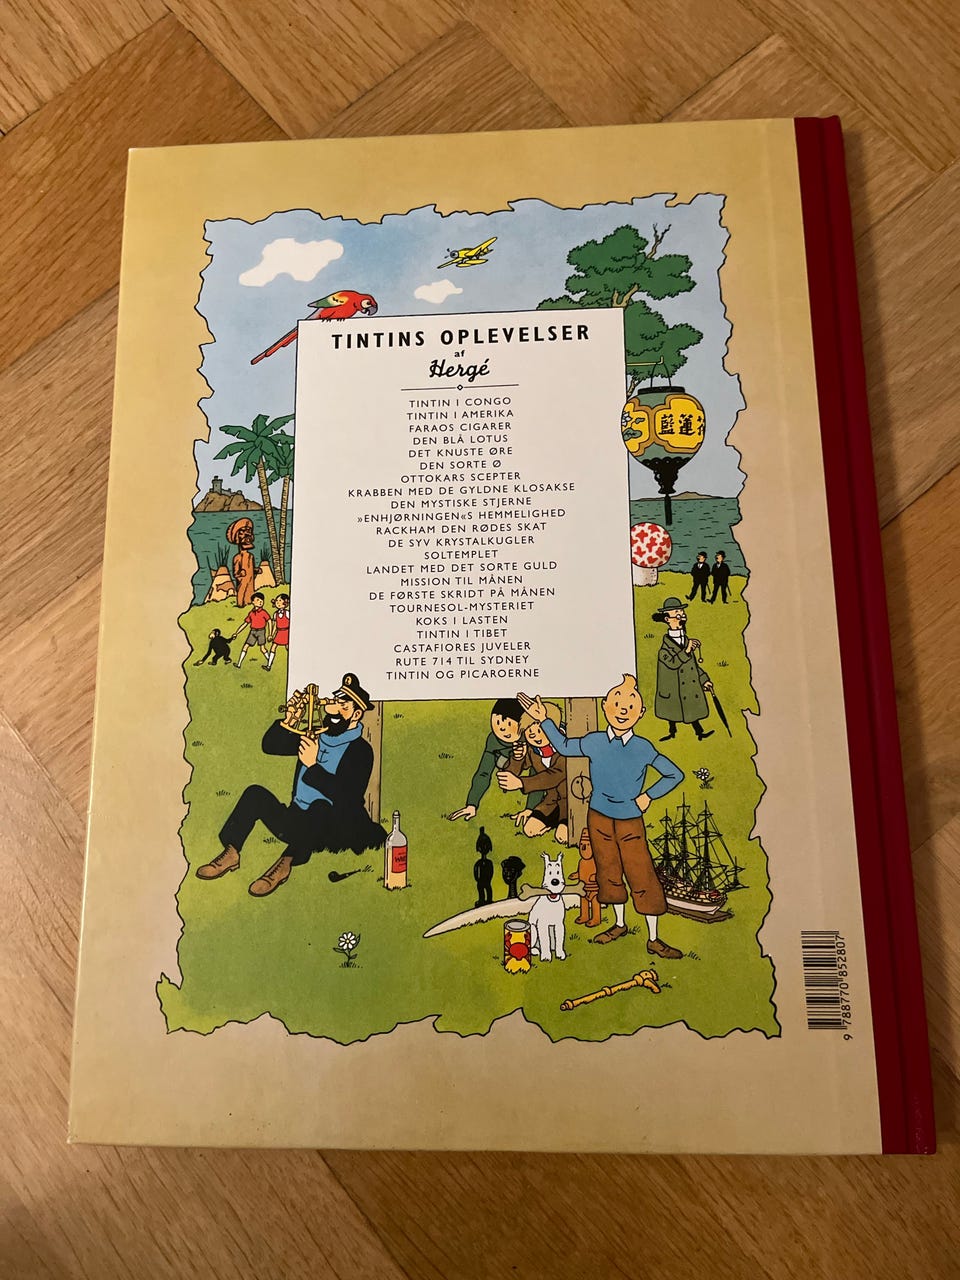 TINTINS OPLEVELSER
af
Hergé
TINTIN I CONGO
TINTIN I AMERIKA
FARAOS CIGARER
DEN BLÅ LOTUS
DET KNUSTE ØRE
DEN SORTE Ø
OTTOKARS SCEPTER
KRABBEN MED DE GYLDNE KLOSAKSE
DEN MYSTISKE STJERNE
»ENHJØRNINGEN«S HEMMELIGHED
RACKHAM DEN RØDES SKAT
DE SYV KRYSTALKUGLER
SOLTEMPLET
LANDET MED DET SORTE GULD
MISSION TIL MÅNEN
DE FØRSTE SKRIDT PÅ MÅNEN
TOURNESOL-MYSTERIET
KOKS I LASTEN
TINTIN I TIBET
CASTAFIORES JUVELER
RUTE 714 TIL SYDNEY
TINTIN OG PICAROERNE
藍蓮
9 788770 852807